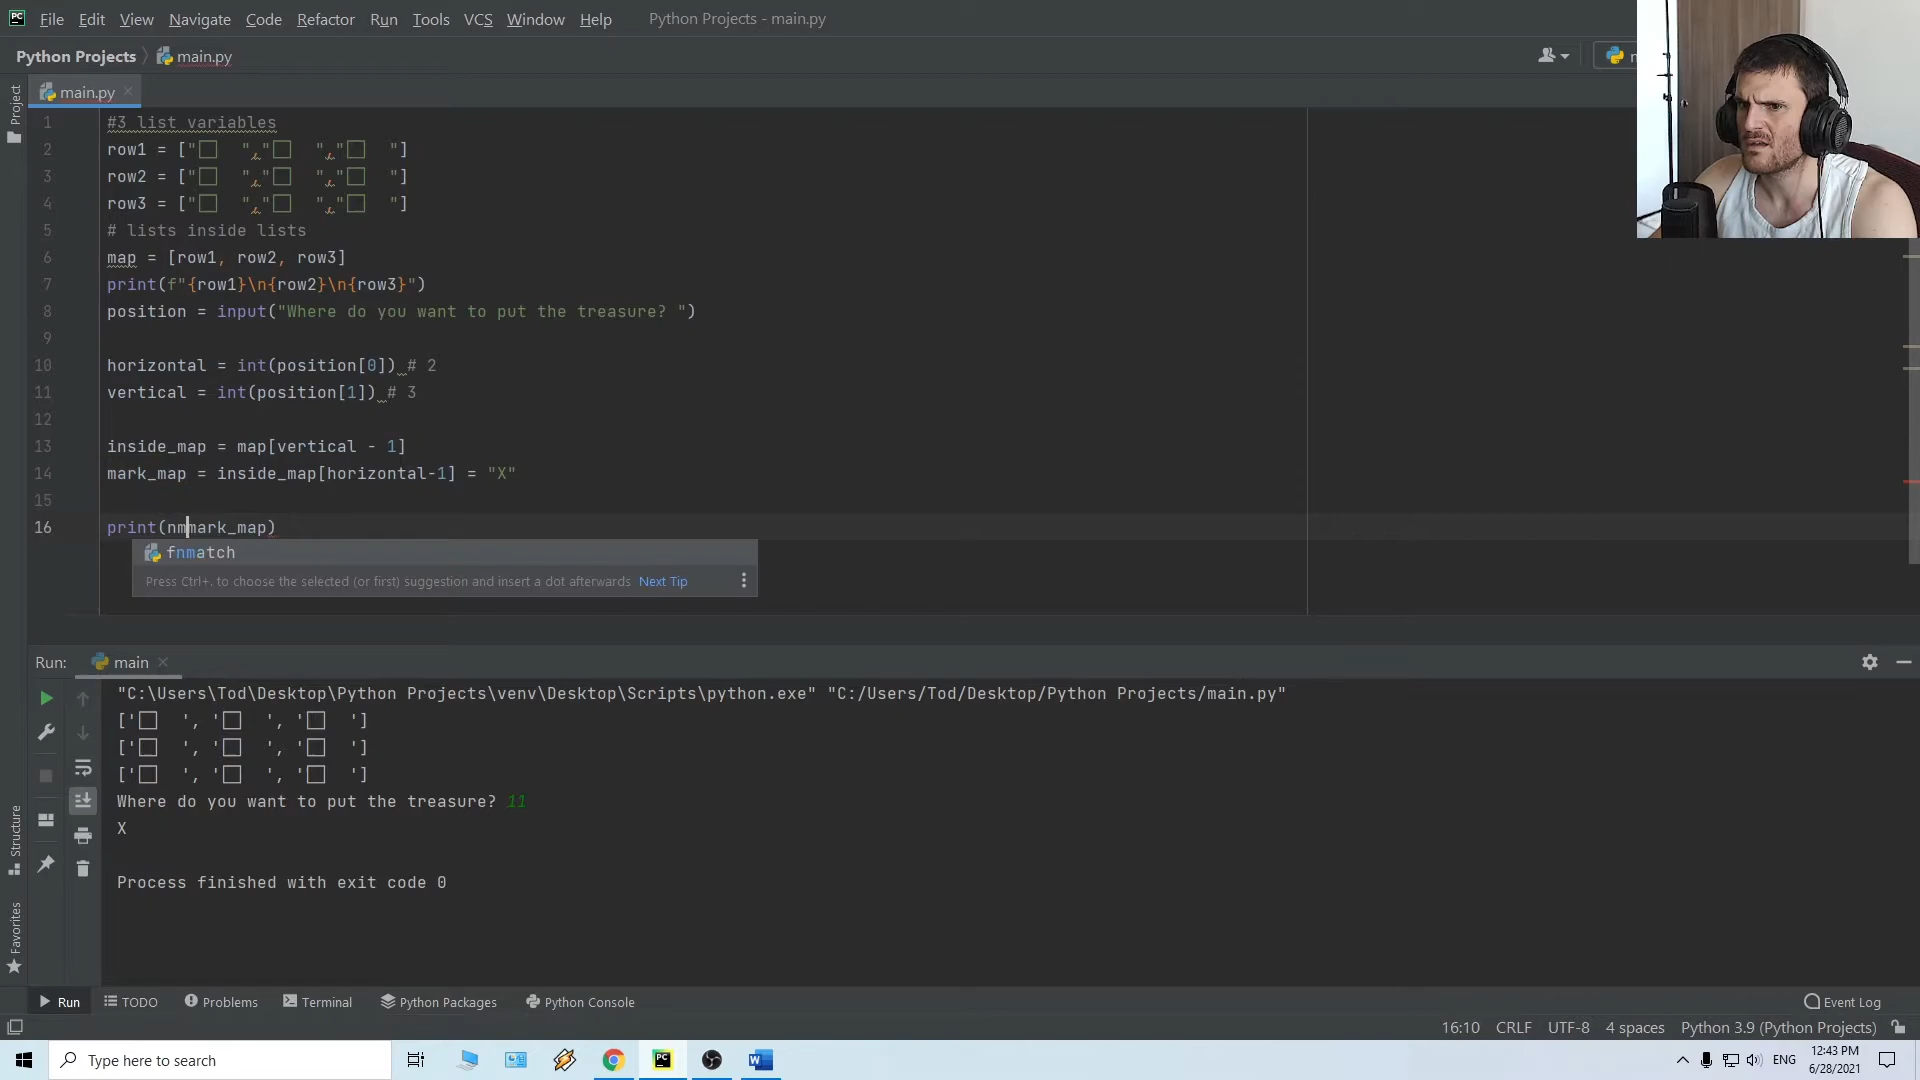 File Edit View Navigate Code Refactor Run Tools VCS Window Help Python Projects - main.py
Python Projects main.py
main.py
Project
1 #3 list variables
2 row1 = ["⬜️ ","⬜️ ","⬜️ "]
3 row2 = ["⬜️ ","⬜️ ","⬜️ "]
4 row3 = ["⬜️ ","⬜️ ","⬜️ "]
5 # lists inside lists
6 map = [row1, row2, row3]
7 print(f"{row1}\n{row2}\n{row3}")
8 position = input("Where do you want to put the treasure? ")
9
10 horizontal = int(position[0]) # 2
11 vertical = int(position[1]) # 3
12
13 inside_map = map[vertical - 1]
14 mark_map = inside_map[horizontal-1] = "X"
15
16 print(nmmark_map)
fnmatch
Press Ctrl+. to choose the selected (or first) suggestion and insert a dot afterwards Next Tip
Run: main
"C:\Users\Tod\Desktop\Python Projects\venv\Desktop\Scripts\python.exe" "C:/Users/Tod/Desktop/Python Projects/main.py"
['⬜️ ', '⬜️ ', '⬜️ ']
['⬜️ ', '⬜️ ', '⬜️ ']
['⬜️ ', '⬜️ ', '⬜️ ']
Where do you want to put the treasure? 11
X
Process finished with exit code 0
Structure
Favorites
Run TODO Problems Terminal Python Packages Python Console Event Log
16:10 CRLF UTF-8 4 spaces Python 3.9 (Python Projects)
Type here to search
ENG
12:43 PM
6/28/2021